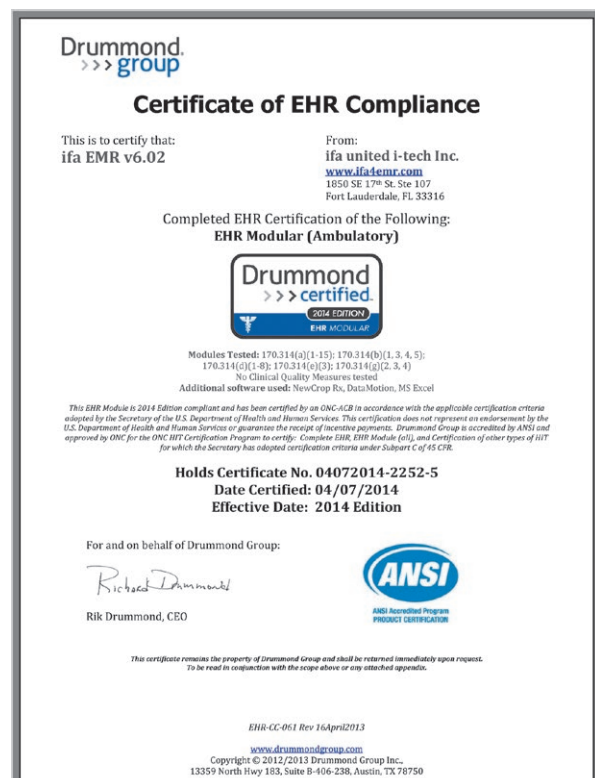 Drummond.
>>> group
Certificate of EHR Compliance
This is to certify that:
ifa EMR v6.02
From:
ifa united i-tech Inc.
www.ifa4emr.com
1850 SE 17th St. Ste 107
Fort Lauderdale, FL 33316
Completed EHR Certification of the Following:
EHR Modular (Ambulatory)
Drummond
>>> certified.
2014 EDITION
EHR MODULAR
Modules Tested: 170.314(a)(1-15); 170.314(b)(1, 3, 4, 5);
170.314(d)(1-8); 170.314(e)(3); 170.314(g)(2, 3, 4)
No Clinical Quality Measures tested
Additional software used: NewCrop Rx, DataMotion, MS Excel
This EHR Module is 2014 Edition compliant and has been certified by an ONC-ACB in accordance with the applicable certification criteria
adopted by the Secretary of the U.S. Department of Health and Human Services. This certification does not represent an endorsement by the
U.S. Department of Health and Human Services or guarantee the receipt of incentive payments. Drummond Group is accredited by ANSI and
approved by ONC for the ONC HIT Certification Program to certify: Complete EHR, EHR Module (all), and Certification of other types of HIT
for which the Secretary has adopted certification criteria under Subpart C of 45 CFR.
Holds Certificate No. 04072014-2252-5
Date Certified: 04/07/2014
Effective Date: 2014 Edition
For and on behalf of Drummond Group:
Richard Drummond
Rik Drummond, CEO
ANSI
ANSI Accredited Program
PRODUCT CERTIFICATION
This certificate remains the property of Drummond Group and shall be returned immediately upon request.
To be read in conjunction with the scope above or any attached appendix.
EHR-CC-061 Rev 16April2013
www.drummondgroup.com
Copyright © 2012/2013 Drummond Group Inc.,
13359 North Hwy 183, Suite B-406-238, Austin, TX 78750